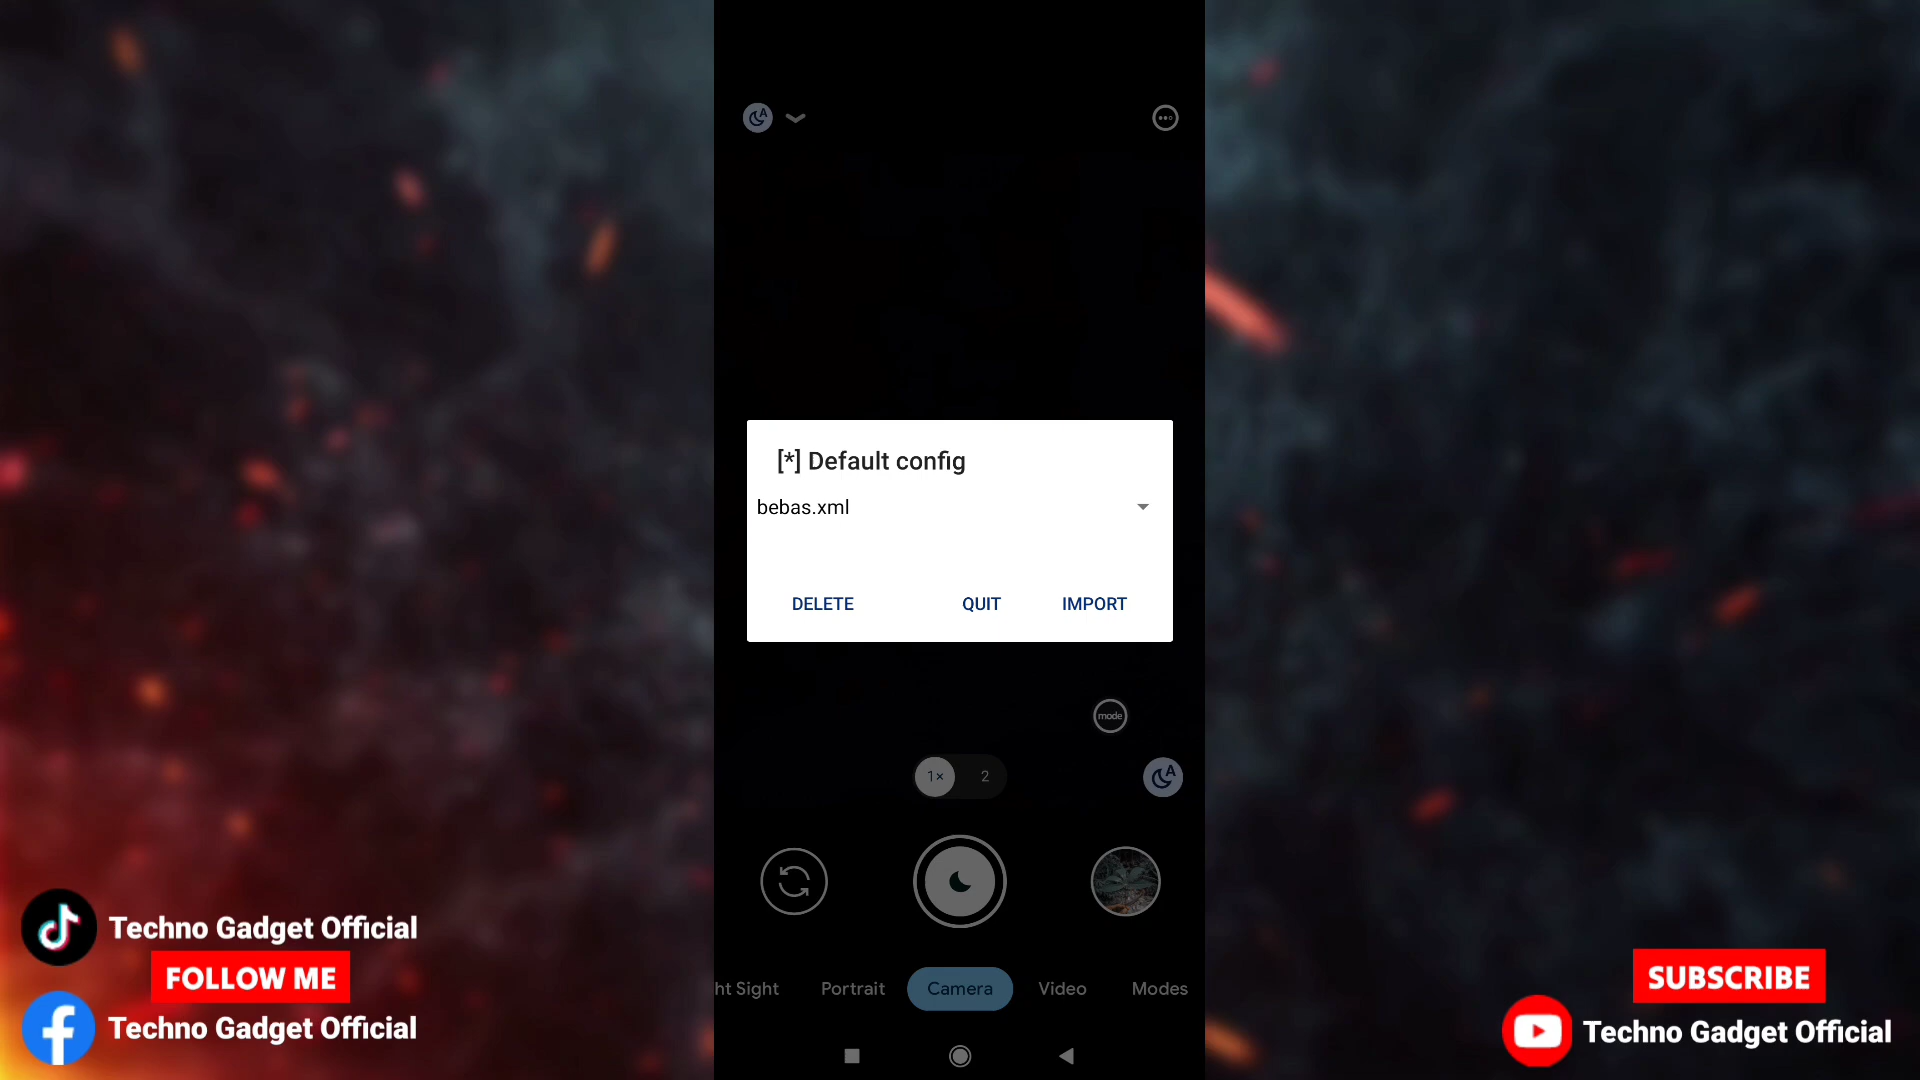 [*] Default config
bebas.xml
DELETE QUIT IMPORT
mode
1× 2
ht Sight Portrait Camera Video Modes
Techno Gadget Official
FOLLOW ME
Techno Gadget Official
SUBSCRIBE
Techno Gadget Official